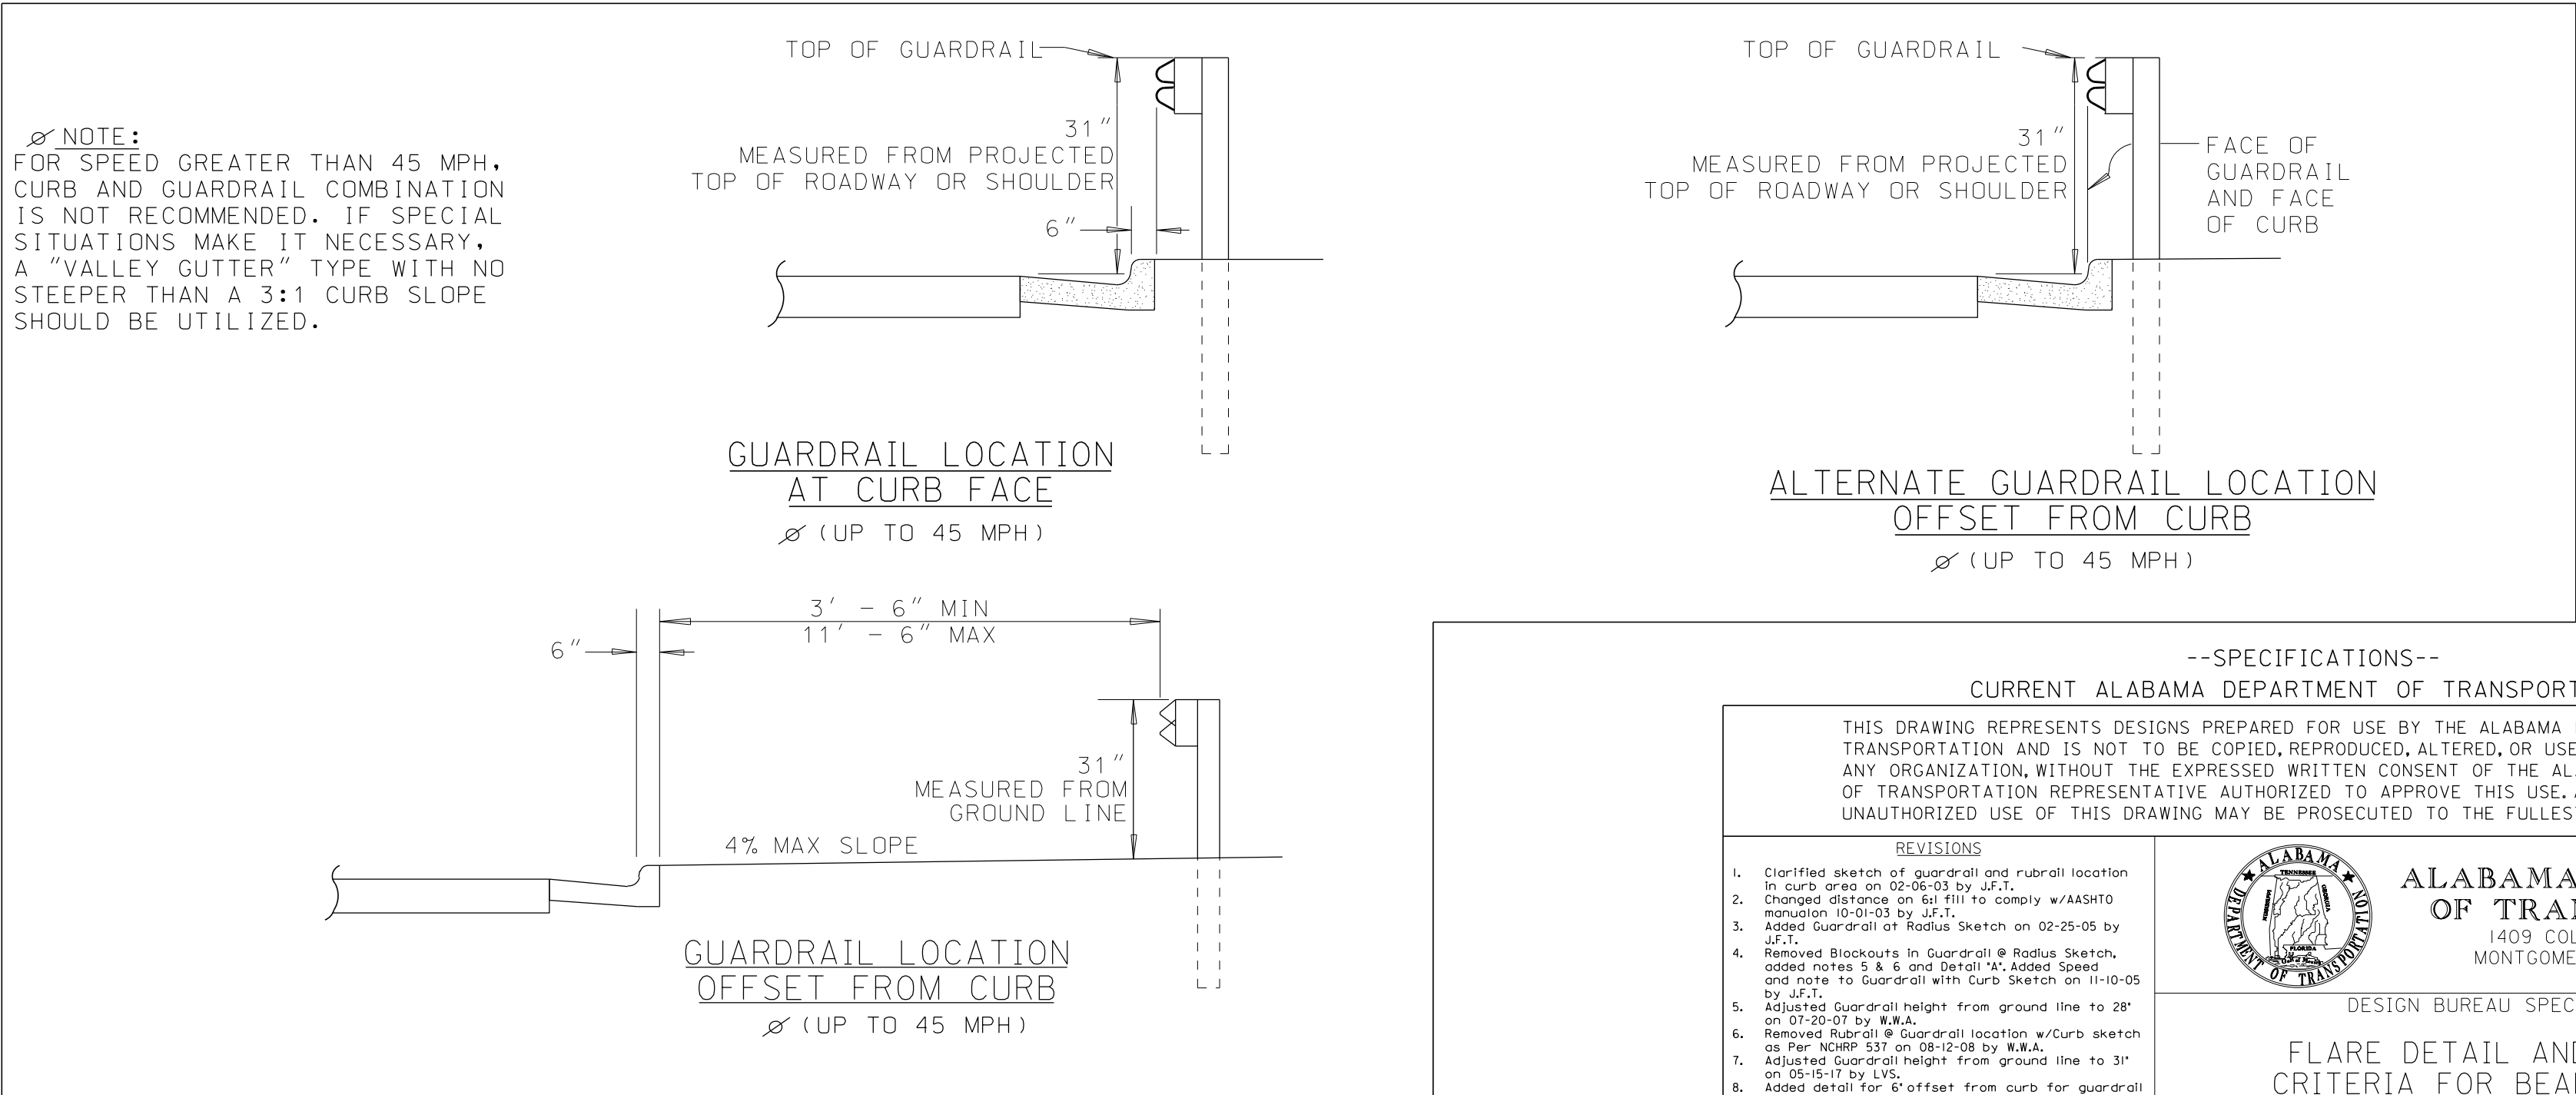 NOTE:
FOR SPEED GREATER THAN 45 MPH,
CURB AND GUARDRAIL COMBINATION
IS NOT RECOMMENDED. IF SPECIAL
SITUATIONS MAKE IT NECESSARY,
A "VALLEY GUTTER" TYPE WITH NO
STEEPER THAN A 3:1 CURB SLOPE
SHOULD BE UTILIZED.
TOP OF GUARDRAIL
31"
MEASURED FROM PROJECTED
TOP OF ROADWAY OR SHOULDER
6"
GUARDRAIL LOCATION
AT CURB FACE
Ø (UP TO 45 MPH)
TOP OF GUARDRAIL
31"
MEASURED FROM PROJECTED
TOP OF ROADWAY OR SHOULDER
FACE OF
GUARDRAIL
AND FACE
OF CURB
ALTERNATE GUARDRAIL LOCATION
OFFSET FROM CURB
Ø (UP TO 45 MPH)
3' - 6" MIN
11' - 6" MAX
6"
31"
MEASURED FROM
GROUND LINE
4% MAX SLOPE
GUARDRAIL LOCATION
OFFSET FROM CURB
Ø (UP TO 45 MPH)
--SPECIFICATIONS--
CURRENT ALABAMA DEPARTMENT OF TRANSPORT
THIS DRAWING REPRESENTS DESIGNS PREPARED FOR USE BY THE ALABAMA
TRANSPORTATION AND IS NOT TO BE COPIED, REPRODUCED, ALTERED, OR USE
ANY ORGANIZATION, WITHOUT THE EXPRESSED WRITTEN CONSENT OF THE AL
OF TRANSPORTATION REPRESENTATIVE AUTHORIZED TO APPROVE THIS USE.
UNAUTHORIZED USE OF THIS DRAWING MAY BE PROSECUTED TO THE FULLES
REVISIONS
1. Clarified sketch of guardrail and rubrail location
in curb area on 02-06-03 by J.F.T.
2. Changed distance on 6:1 fill to comply w/AASHTO
manualon 10-01-03 by J.F.T.
3. Added Guardrail at Radius Sketch on 02-25-05 by
J.F.T.
4. Removed Blockouts in Guardrail @ Radius Sketch,
added notes 5 & 6 and Detail "A". Added Speed
and note to Guardrail with Curb Sketch on 11-10-05
by J.F.T.
5. Adjusted Guardrail height from ground line to 28"
on 07-20-07 by W.W.A.
6. Removed Rubrail @ Guardrail location w/Curb sketch
as Per NCHRP 537 on 08-12-08 by W.W.A.
7. Adjusted Guardrail height from ground line to 31"
on 05-15-17 by LVS.
8. Added detail for 6" offset from curb for guardrail
ALABAMA
DEPARTMENT OF TRANSPORTATION
TENNESSEE
MISSISSIPPI
GEORGIA
FLORIDA
ALABAMA
OF TRA
1409 COL
MONTGOME
DESIGN BUREAU SPEC
FLARE DETAIL AN
CRITERIA FOR BEA